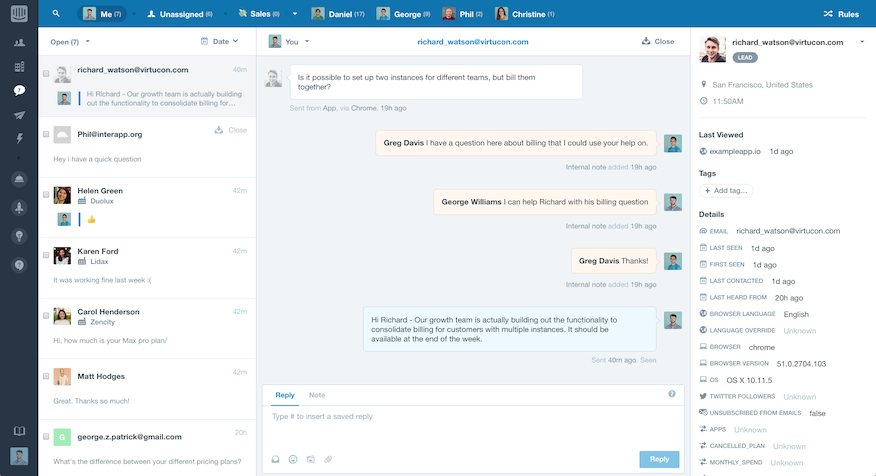 Me (7)
Unassigned (6)
Sales (0)
Daniel (17)
George (9)
Phil (2)
Christine (1)
Rules
Open (7)
Date
richard_watson@virtucon.com
40m
Hi Richard - Our growth team is actually building
out the functionality to consolidate billing for...
Phil@interapp.org
Close
Hey i have a quick question
Helen Green
42m
Duolux
Karen Ford
42m
Lidax
It was working fine last week :(
Carol Henderson
42m
Zencity
Hi, how much is your Max pro plan/
Matt Hodges
42m
Great. Thanks so much!
G
george.z.patrick@gmail.com
20h
What's the difference between your different pricing plans?
You
richard_watson@virtucon.com
Close
Is it possible to set up two instances for different teams, but bill them
together?
Sent from App, via Chrome, 19h ago
Greg Davis I have a question here about billing that I could use your help on.
Internal note added 19h ago
George Williams I can help Richard with his billing question
Internal note added 19h ago
Greg Davis Thanks!
Internal note added 19h ago
Hi Richard - Our growth team is actually building out the functionality to
consolidate billing for customers with multiple instances. It should be
available at the end of the week.
Sent 40m ago. Seen
Reply
Note
Type # to insert a saved reply
Reply
richard_watson@virtucon.com
LEAD
San Francisco, United States
11:50AM
Last Viewed
exampleapp.io 1d ago
Tags
+ Add tag...
Details
EMAIL richard_watson@virtucon.com
LAST SEEN 1d ago
FIRST SEEN 1d ago
LAST CONTACTED 1d ago
LAST HEARD FROM 20h ago
BROWSER LANGUAGE English
LANGUAGE OVERRIDE Unknown
BROWSER chrome
BROWSER VERSION 51.0.2704.103
OS OS X 10.11.5
TWITTER FOLLOWERS Unknown
UNSUBSCRIBED FROM EMAILS false
APPS Unknown
CANCELLED_PLAN Unknown
MONTHLY_SPEND Unknown